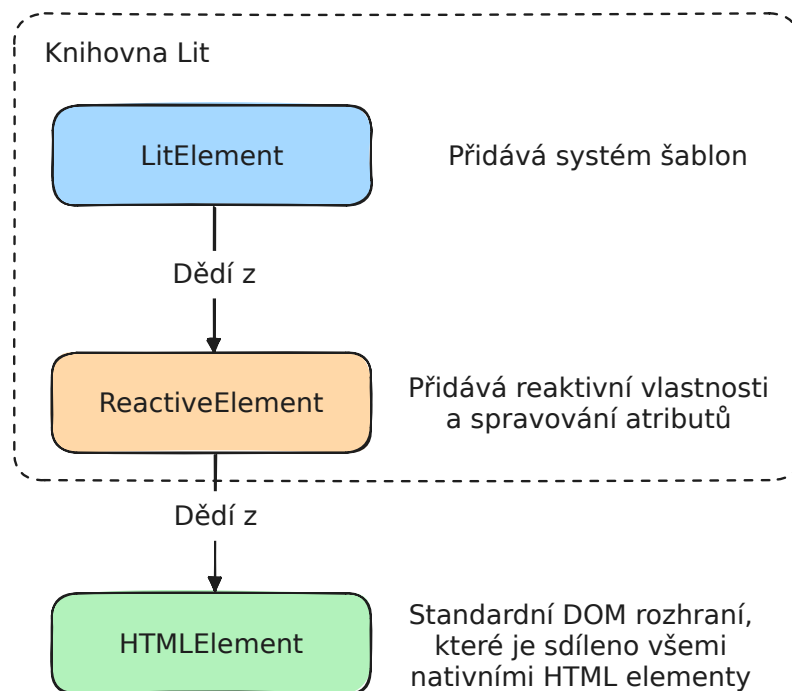 Knihovna Lit
LitElement
Přidává systém šablon
Dědí z
ReactiveElement
Přidává reaktivní vlastnosti
a spravování atributů
Dědí z
HTMLElement
Standardní DOM rozhraní,
které je sdíleno všemi
nativními HTML elementy